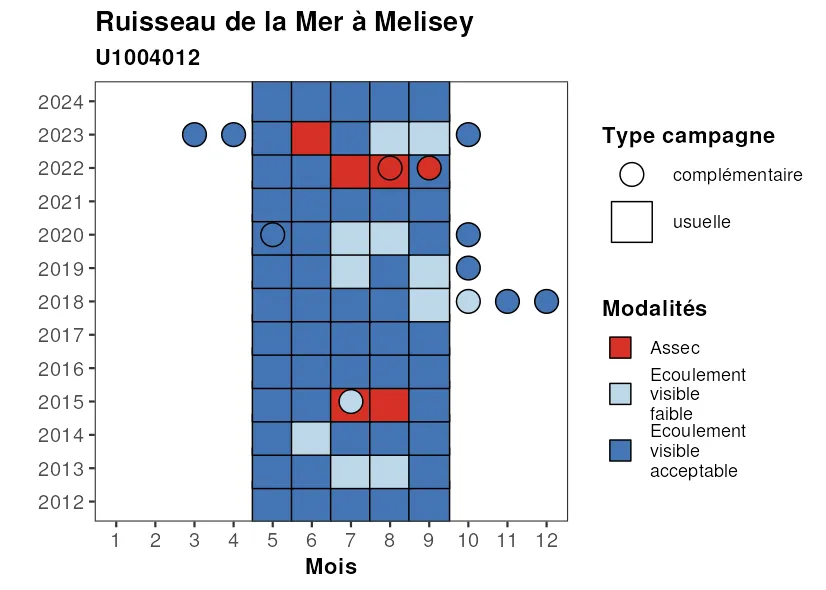 Ruisseau de la Mer à Melisey
U1004012
2024
2023
2022
2021
2020
2019
2018
2017
2016
2015
2014
2013
2012
1 2 3 4 5 6 7 8 9 10 11 12
Mois
Type campagne
complémentaire
usuelle
Modalités
Assec
Ecoulement
visible
faible
Ecoulement
visible
acceptable